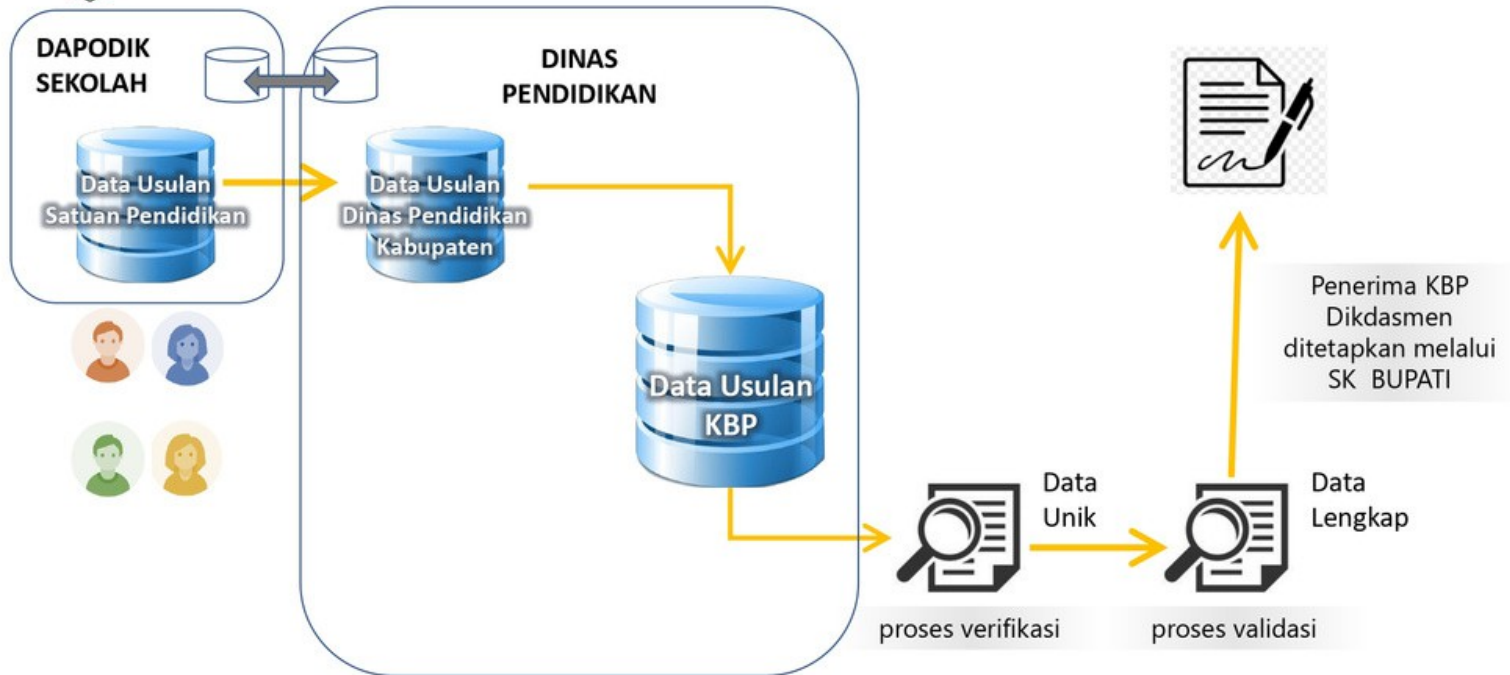 DAPODIK
SEKOLAH
DINAS
PENDIDIKAN
Data Usulan
Satuan Pendidikan
Data Usulan
Dinas Pendidikan
Kabupaten
Data Usulan
KBP
Penerima KBP
Dikdasmen
ditetapkan melalui
SK BUPATI
Data
Unik
Data
Lengkap
proses verifikasi
proses validasi